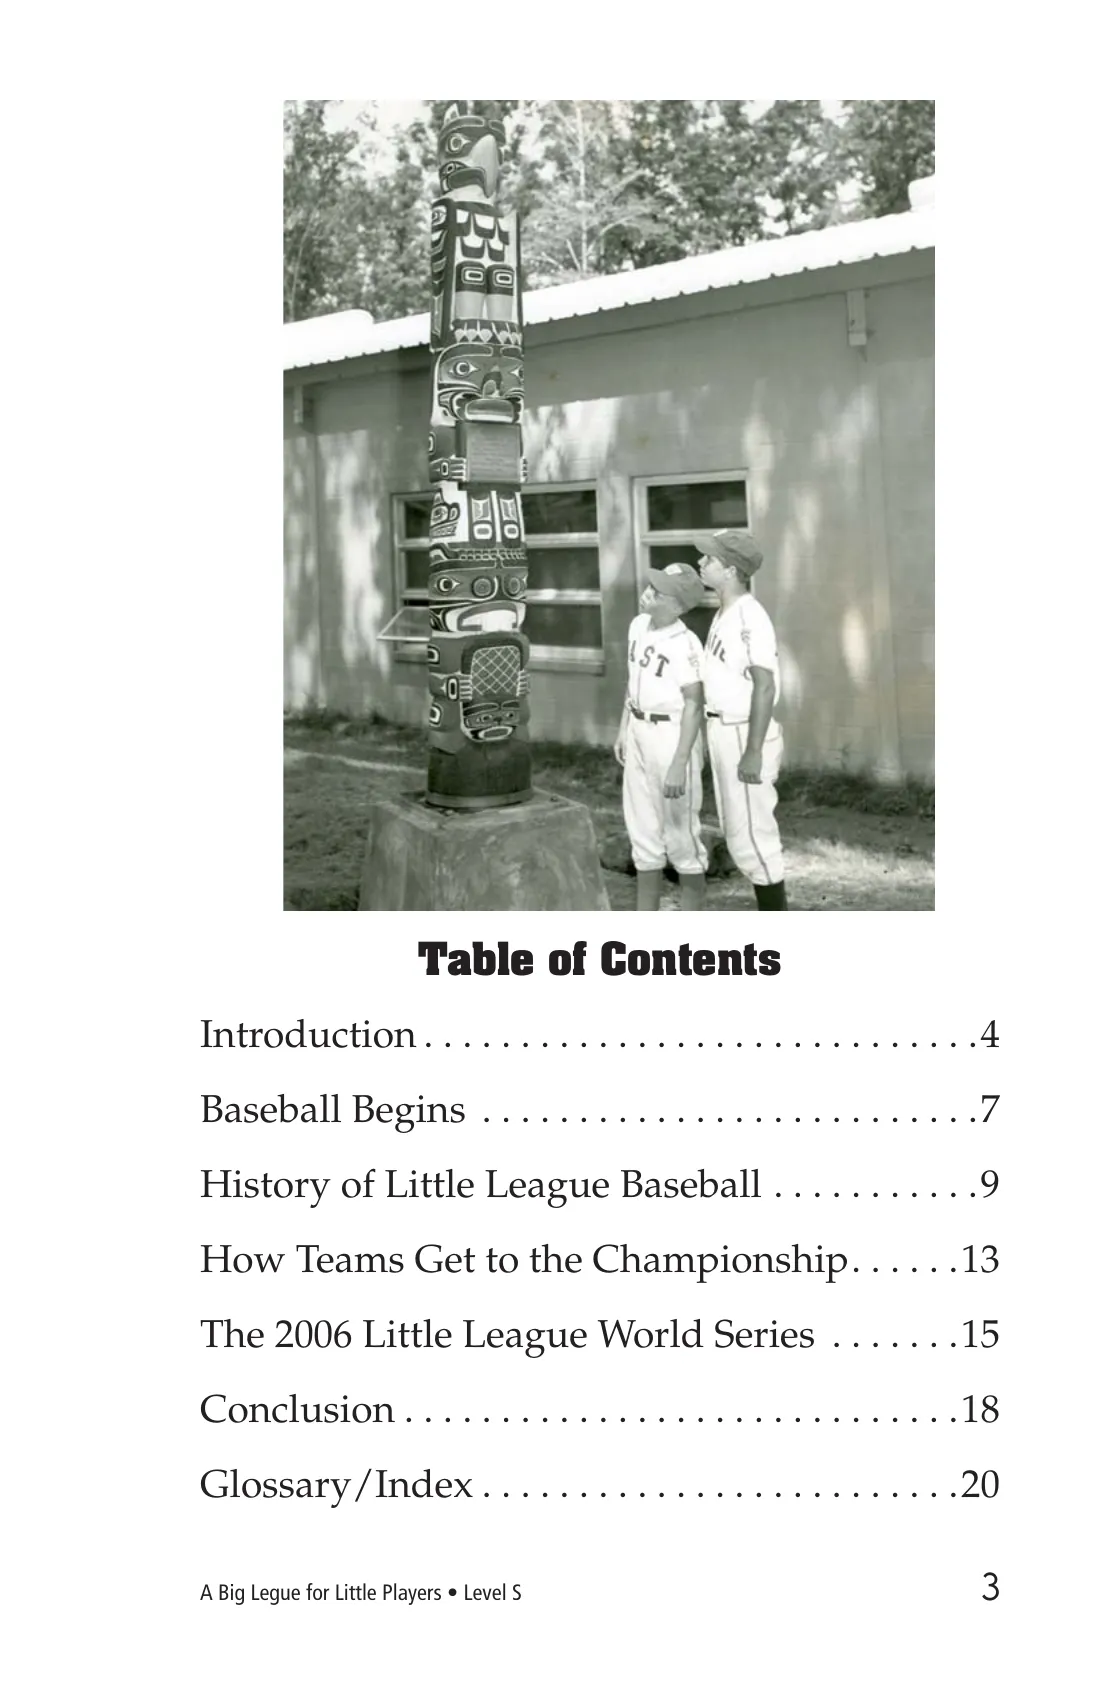 AST
Table of Contents
Introduction . . . . . . . . . . . . . . . . . . . . . . . . . . . . .4
Baseball Begins . . . . . . . . . . . . . . . . . . . . . . . . . .7
History of Little League Baseball . . . . . . . . . . .9
How Teams Get to the Championship. . . . . .13
The 2006 Little League World Series . . . . . . .15
Conclusion . . . . . . . . . . . . . . . . . . . . . . . . . . . . .18
Glossary/Index . . . . . . . . . . . . . . . . . . . . . . . . .20
A Big Legue for Little Players • Level S 3